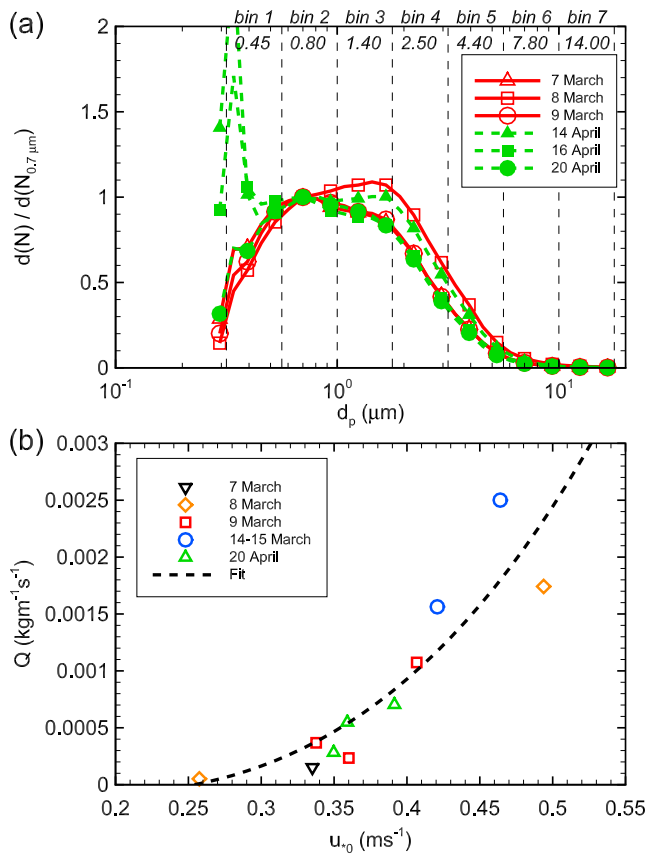 (a)
bin 1 bin 2 bin 3 bin 4 bin 5 bin 6 bin 7
0.45 0.80 1.40 2.50 4.40 7.80 14.00
7 March
8 March
9 March
14 April
16 April
20 April
d(N) / d(N0.7 μm)
2
1.5
1
0.5
0
10-1 100 101
dp (μm)
(b)
7 March
8 March
9 March
14-15 March
20 April
Fit
Q (kgm-1s-1)
0.003
0.0025
0.002
0.0015
0.001
0.0005
0
0.2 0.25 0.3 0.35 0.4 0.45 0.5 0.55
u*0 (ms-1)